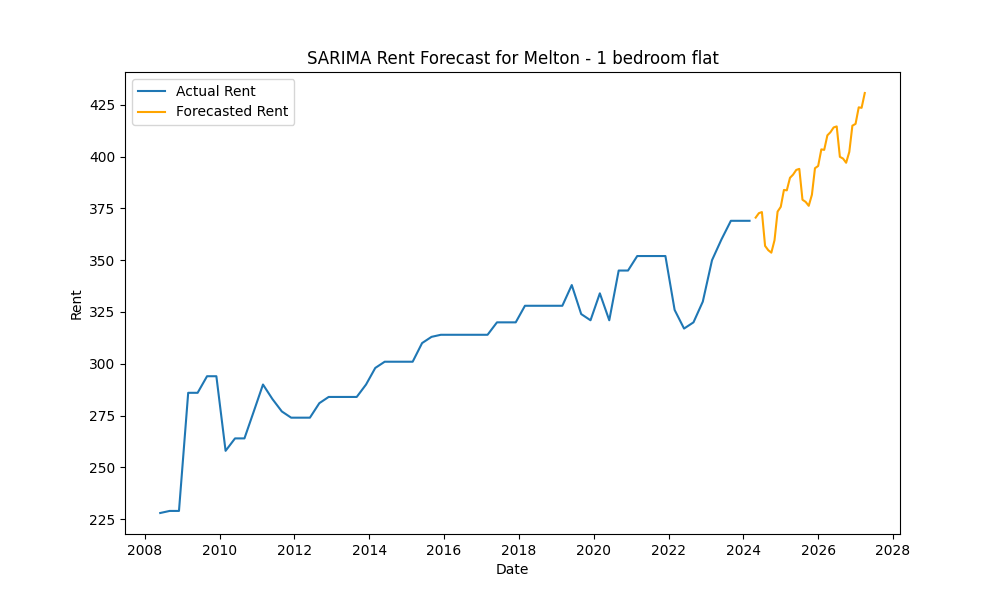 SARIMA Rent Forecast for Melton - 1 bedroom flat
Actual Rent
Forecasted Rent
425
400
375
350
325
300
275
250
225
Rent
2008 2010 2012 2014 2016 2018 2020 2022 2024 2026 2028
Date